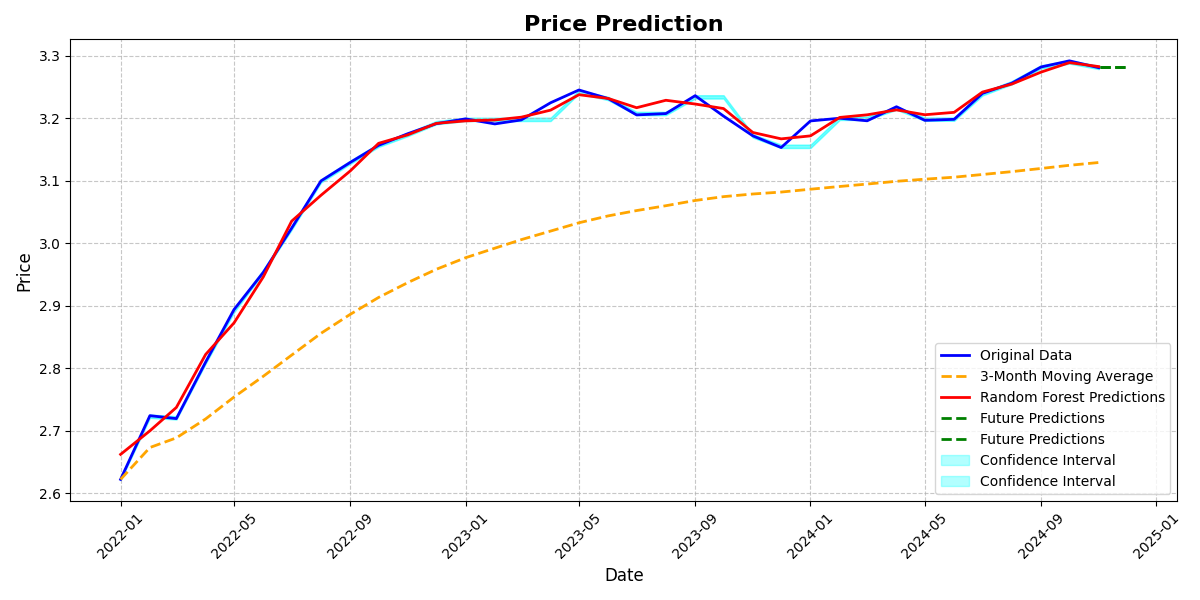 Price Prediction
3.3
3.2
3.1
3.0
2.9
2.8
2.7
2.6
Price
Original Data
3-Month Moving Average
Random Forest Predictions
Future Predictions
Future Predictions
Confidence Interval
Confidence Interval
2022-01
2022-05
2022-09
2023-01
2023-05
2023-09
2024-01
2024-05
2024-09
2025-01
Date